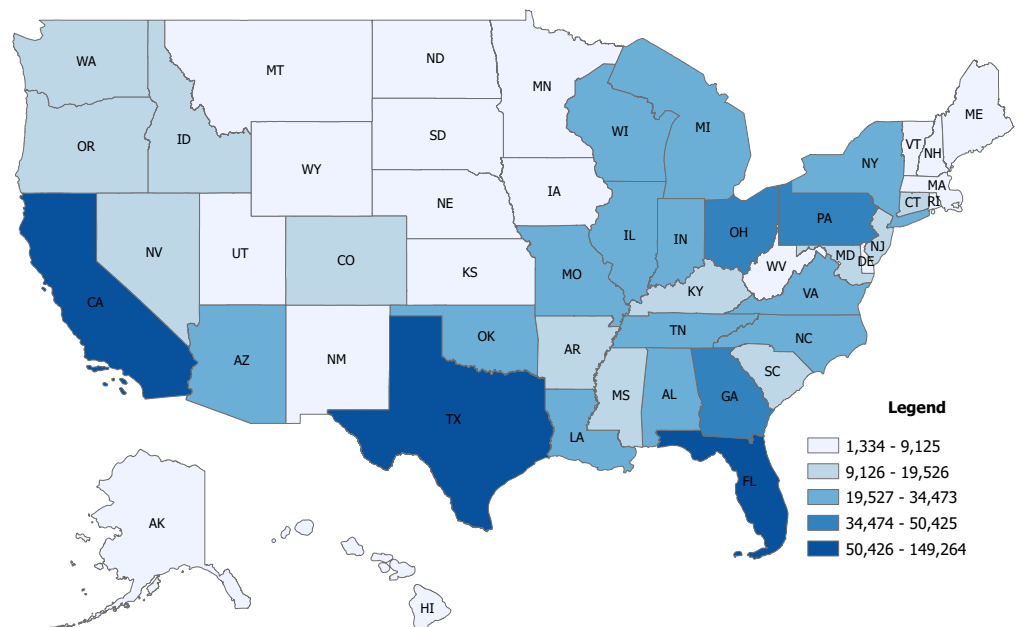 WA
MT
ND
MN
OR
ID
SD
WI
MI
ME
VT
NH
NY
WY
IA
NE
MA
CT
RI
PA
NV
UT
CO
KS
MO
IL
IN
OH
NJ
MD
DE
WV
VA
KY
CA
AZ
NM
OK
AR
TN
NC
SC
MS
AL
GA
TX
LA
FL
AK
HI
Legend
1,334 - 9,125
9,126 - 19,526
19,527 - 34,473
34,474 - 50,425
50,426 - 149,264